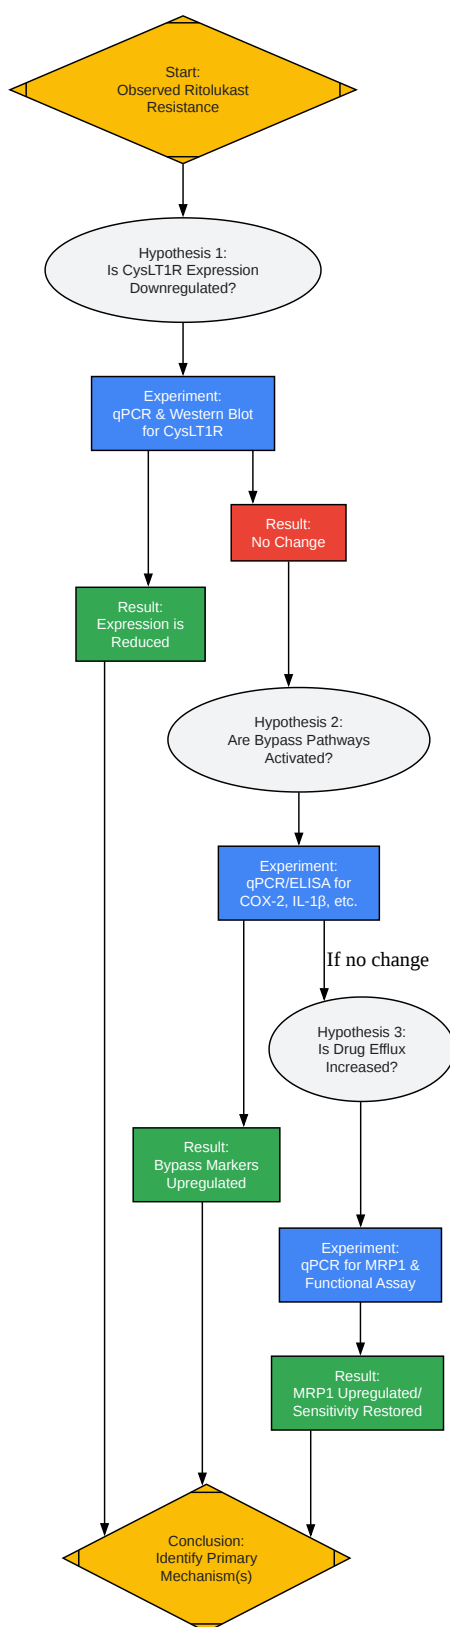 Start:
Observed Ritolukast
Resistance
Hypothesis 1:
Is CysLT1R Expression
Downregulated?
Experiment:
qPCR & Western Blot
for CysLT1R
Result:
No Change
Result:
Expression is
Reduced
Hypothesis 2:
Are Bypass Pathways
Activated?
Experiment:
qPCR/ELISA for
COX-2, IL-1β, etc.
If no change
Hypothesis 3:
Is Drug Efflux
Increased?
Result:
Bypass Markers
Upregulated
Experiment:
qPCR for MRP1 &
Functional Assay
Result:
MRP1 Upregulated/
Sensitivity Restored
Conclusion:
Identify Primary
Mechanism(s)